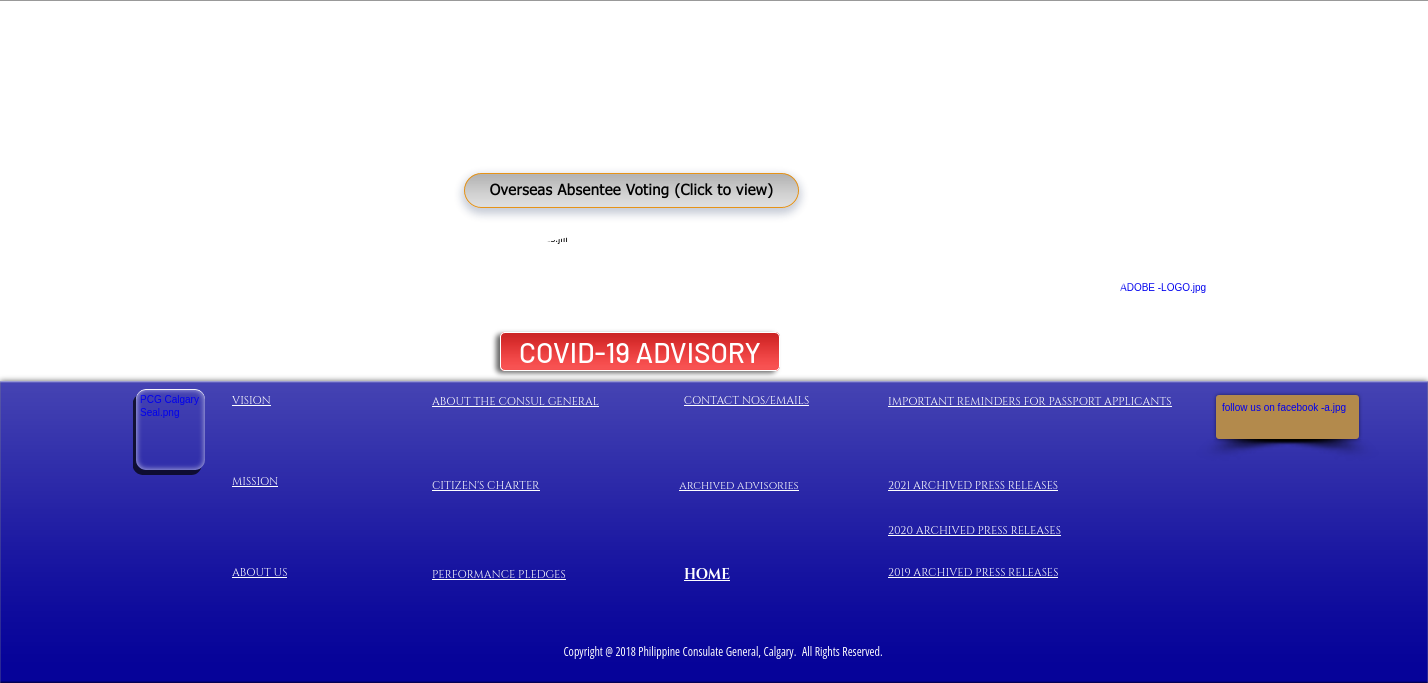 Overseas Absentee Voting (Click to view)
ADOBE -LOGO.jpg
COVID-19 ADVISORY
PCG Calgary
Seal.png
VISION
ABOUT THE CONSUL GENERAL
CONTACT NOS/EMAILS
IMPORTANT REMINDERS FOR PASSPORT APPLICANTS
follow us on facebook -a.jpg
MISSION
CITIZEN'S CHARTER
ARCHIVED ADVISORIES
2021 ARCHIVED PRESS RELEASES
2020 ARCHIVED PRESS RELEASES
ABOUT US
PERFORMANCE PLEDGES
HOME
2019 ARCHIVED PRESS RELEASES
Copyright @ 2018 Philippine Consulate General, Calgary.  All Rights Reserved.